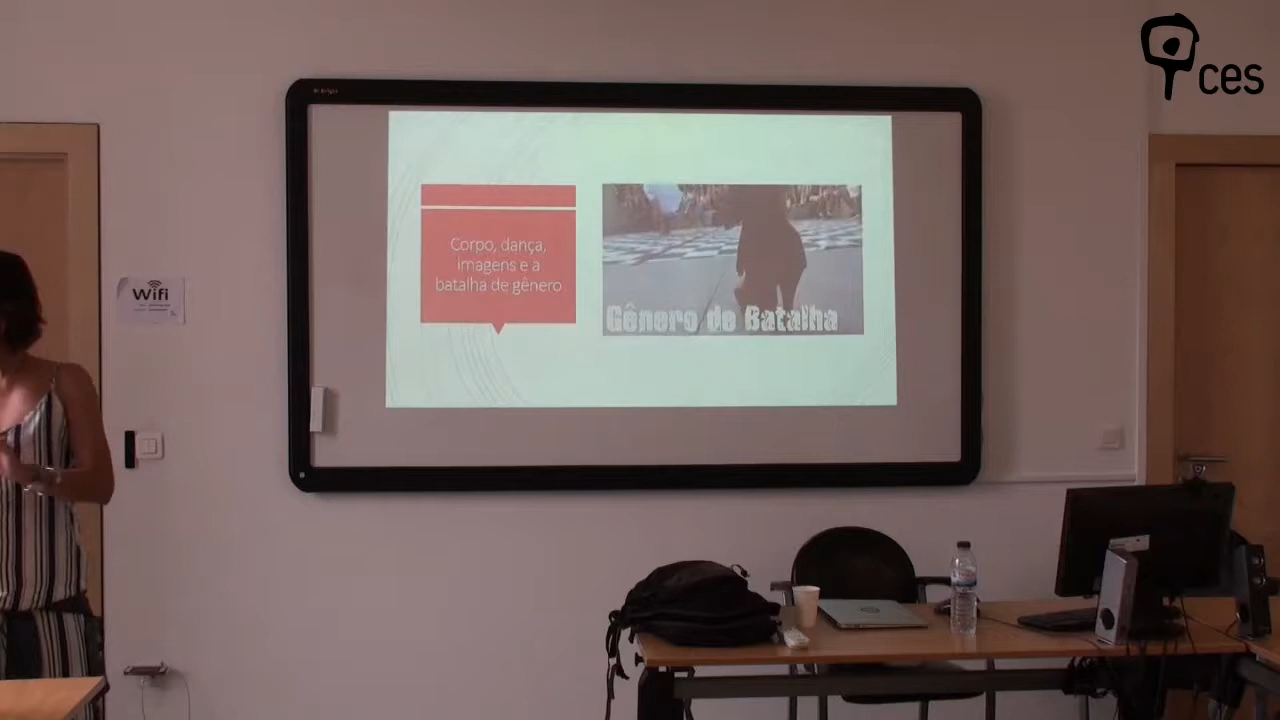 ces
Corpo, dança,
imagens e a
batalha de gênero
Gênero de Batalha
Wifi